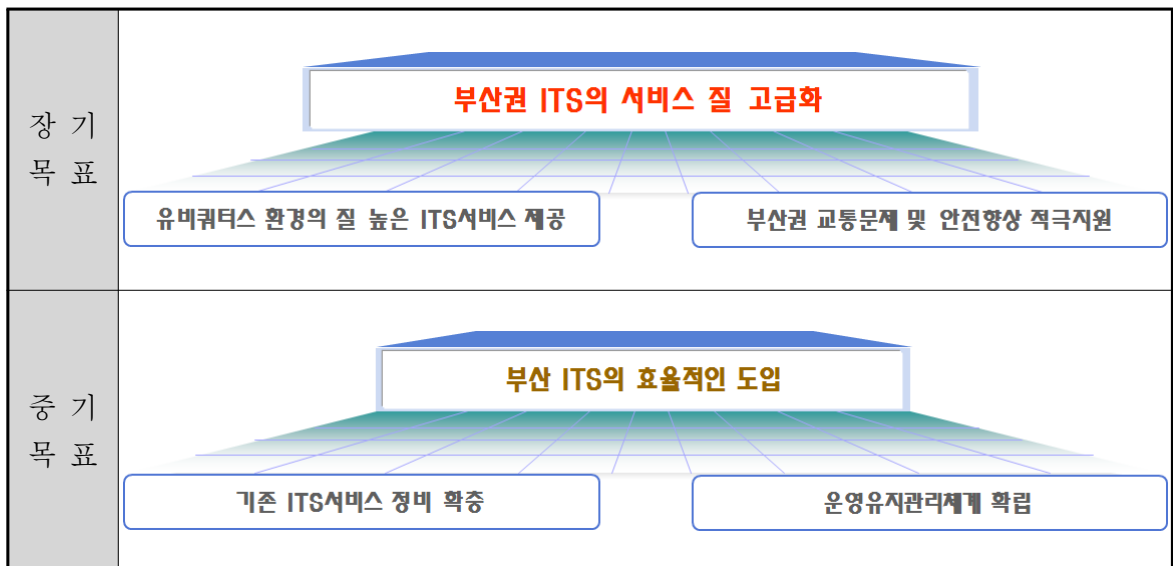 장 기
목 표
부산권 ITS의 서비스 질 고급화
유비쿼터스 환경의 질 높은 ITS서비스 제공
부산권 교통문제 및 안전향상 적극지원
중 기
목 표
부산 ITS의 효율적인 도입
기존 ITS서비스 정비 확충
운영유지관리체계 확립